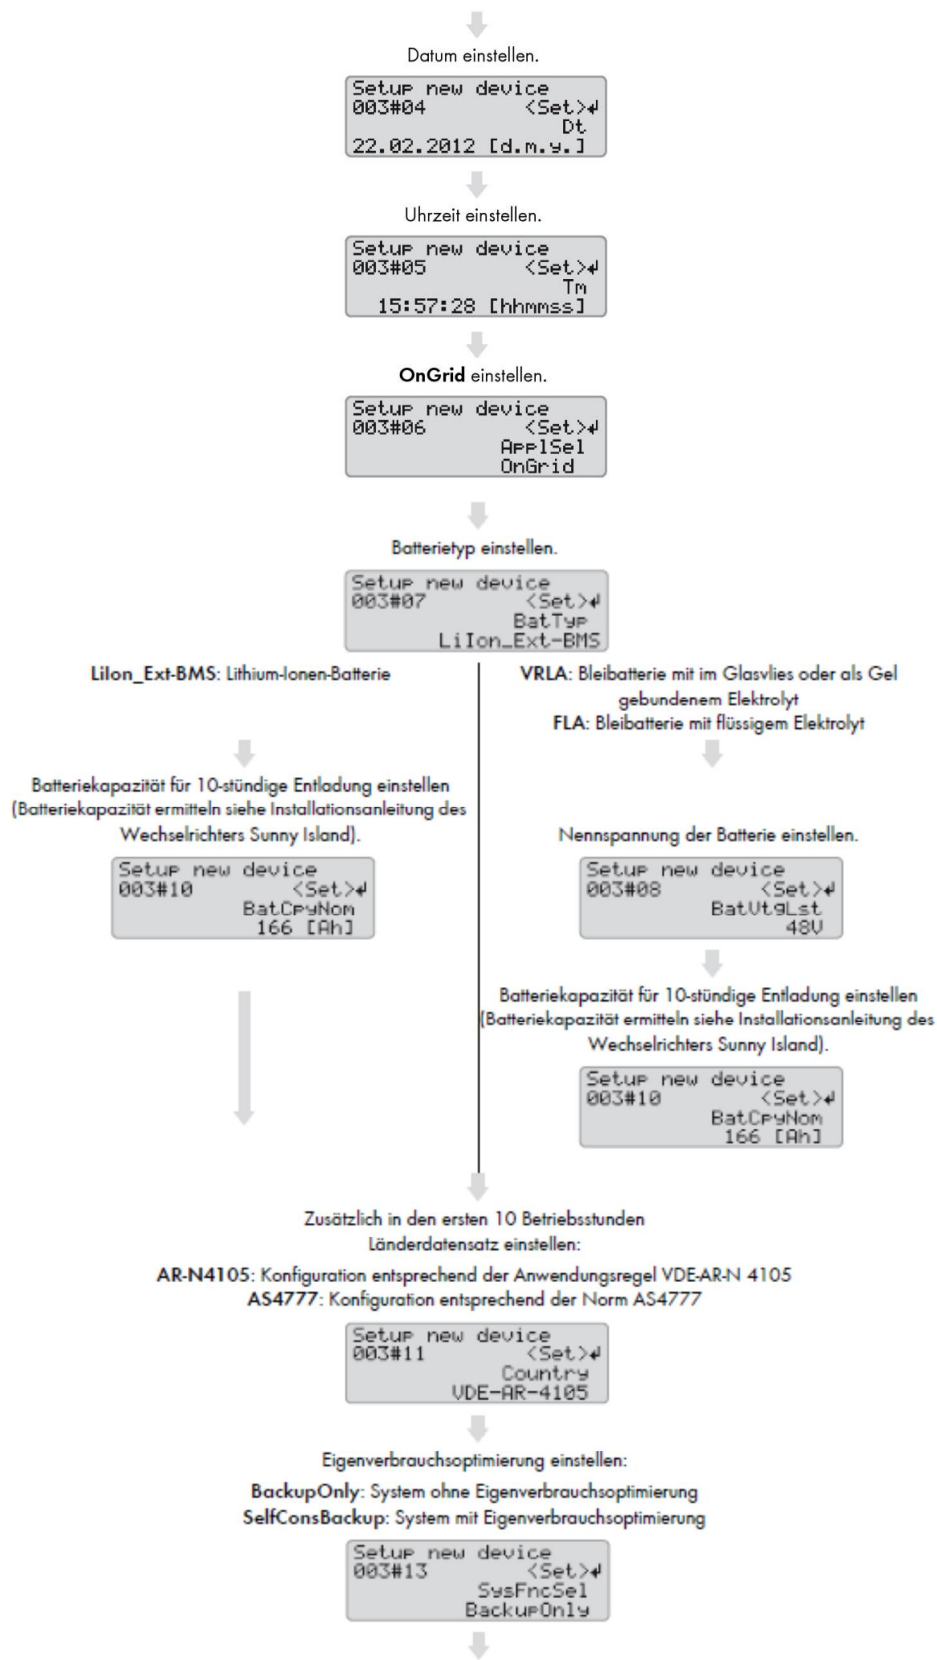 Datum einstellen.
Setup new device
003#04 <Set>↵
Dt
22.02.2012 [d.m.y.]
Uhrzeit einstellen.
Setup new device
003#05 <Set>↵
Tm
15:57:28 [hhmmss]
OnGrid einstellen.
Setup new device
003#06 <Set>↵
ApplSel
OnGrid
Batterietyp einstellen.
Setup new device
003#07 <Set>↵
BatTyp
LiIon_Ext-BMS
LiIon_Ext-BMS: Lithium-Ionen-Batterie
Batteriekapazität für 10-stündige Entladung einstellen
(Batteriekapazität ermitteln siehe Installationsanleitung des
Wechselrichters Sunny Island).
Setup new device
003#10 <Set>↵
BatCpyNom
166 [Ah]
VRLA: Bleibatterie mit im Glasvlies oder als Gel
gebundenem Elektrolyt
FLA: Bleibatterie mit flüssigem Elektrolyt
Nennspannung der Batterie einstellen.
Setup new device
003#08 <Set>↵
BatVtgLst
48V
Batteriekapazität für 10-stündige Entladung einstellen
(Batteriekapazität ermitteln siehe Installationsanleitung des
Wechselrichters Sunny Island).
Setup new device
003#10 <Set>↵
BatCpyNom
166 [Ah]
Zusätzlich in den ersten 10 Betriebsstunden
Länderdatensatz einstellen:
AR-N4105: Konfiguration entsprechend der Anwendungsregel VDE-AR-N 4105
AS4777: Konfiguration entsprechend der Norm AS4777
Setup new device
003#11 <Set>↵
Country
VDE-AR-4105
Eigenverbrauchsoptimierung einstellen:
BackupOnly: System ohne Eigenverbrauchsoptimierung
SelfConsBackup: System mit Eigenverbrauchsoptimierung
Setup new device
003#13 <Set>↵
SysFncSel
BackupOnly